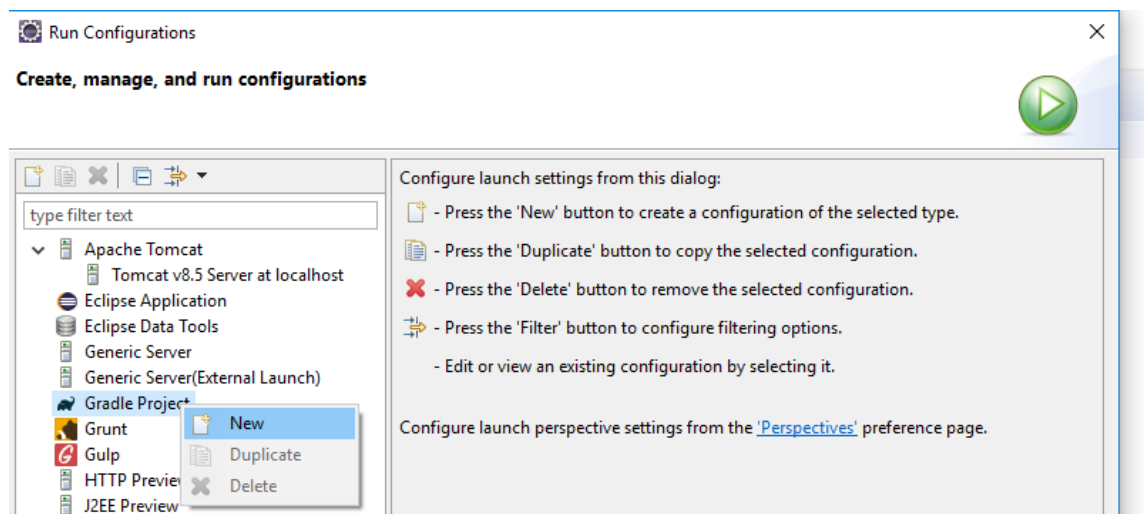 Run Configurations
Create, manage, and run configurations
type filter text
Apache Tomcat
Tomcat v8.5 Server at localhost
Eclipse Application
Eclipse Data Tools
Generic Server
Generic Server(External Launch)
Gradle Project
Grunt
Gulp
HTTP Preview
J2EE Preview
New
Duplicate
Delete
Configure launch settings from this dialog:
- Press the 'New' button to create a configuration of the selected type.
- Press the 'Duplicate' button to copy the selected configuration.
- Press the 'Delete' button to remove the selected configuration.
- Press the 'Filter' button to configure filtering options.
- Edit or view an existing configuration by selecting it.
Configure launch perspective settings from the 'Perspectives' preference page.